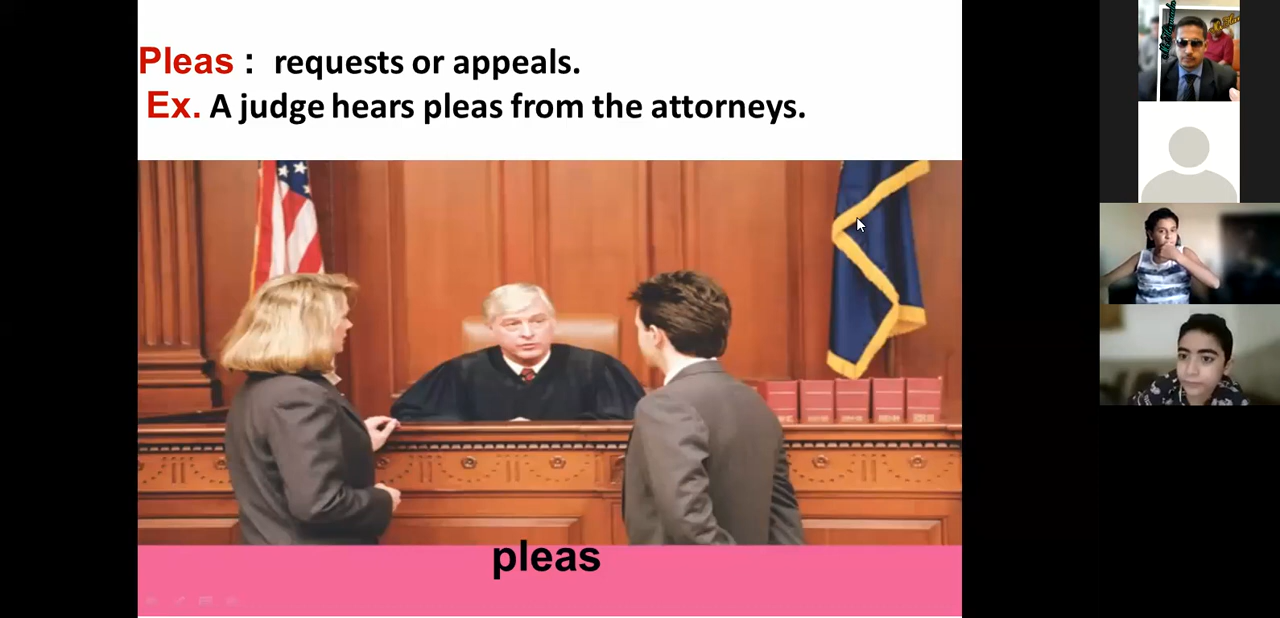 Pleas : requests or appeals.
Ex. A judge hears pleas from the attorneys.
pleas